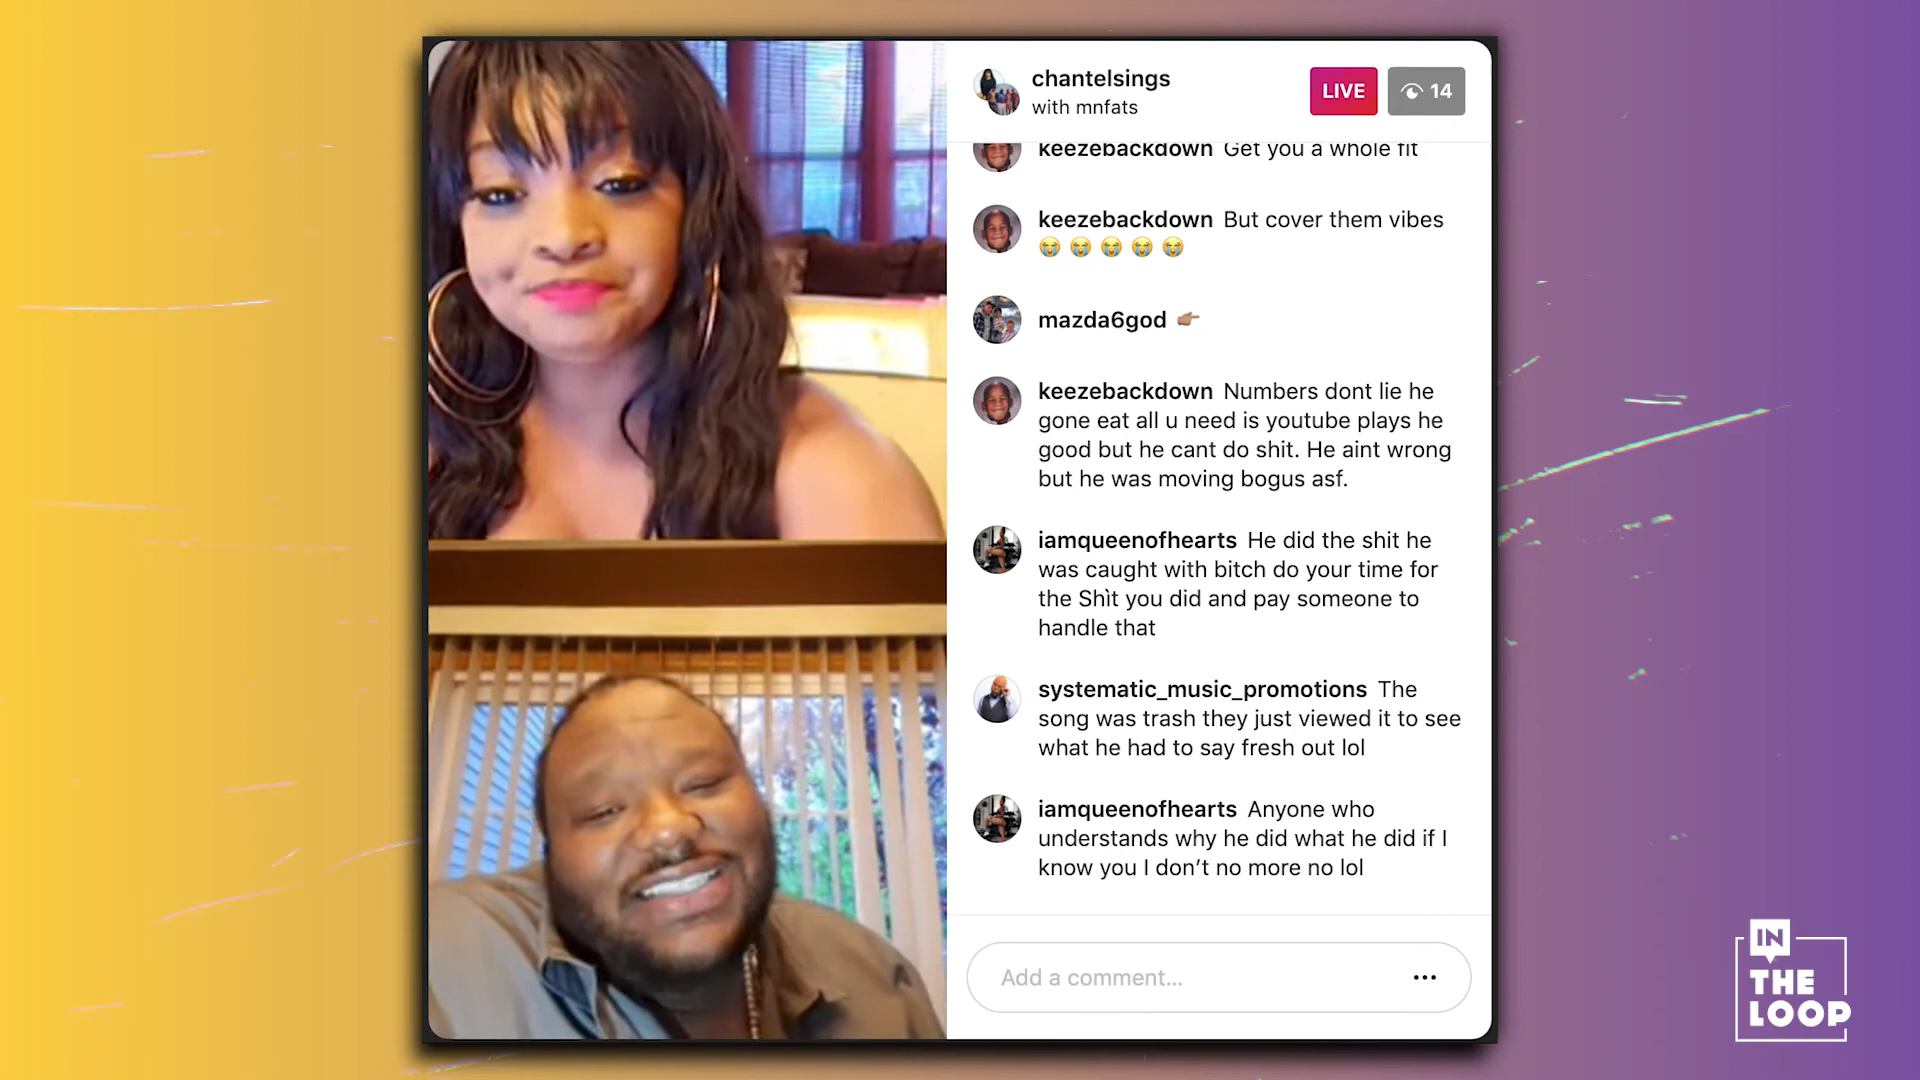 chantelsings
with mnfats
LIVE
14
keezebackdown Get you a whole fit
keezebackdown But cover them vibes
😭 😭 😭 😭 😭
mazda6god 👉🏽
keezebackdown Numbers dont lie he
gone eat all u need is youtube plays he
good but he cant do shit. He aint wrong
but he was moving bogus asf.
iamqueenofhearts He did the shit he
was caught with bitch do your time for
the Shìt you did and pay someone to
handle that
systematic_music_promotions The
song was trash they just viewed it to see
what he had to say fresh out lol
iamqueenofhearts Anyone who
understands why he did what he did if I
know you I don’t no more no lol
Add a comment...
IN
THE
LOOP